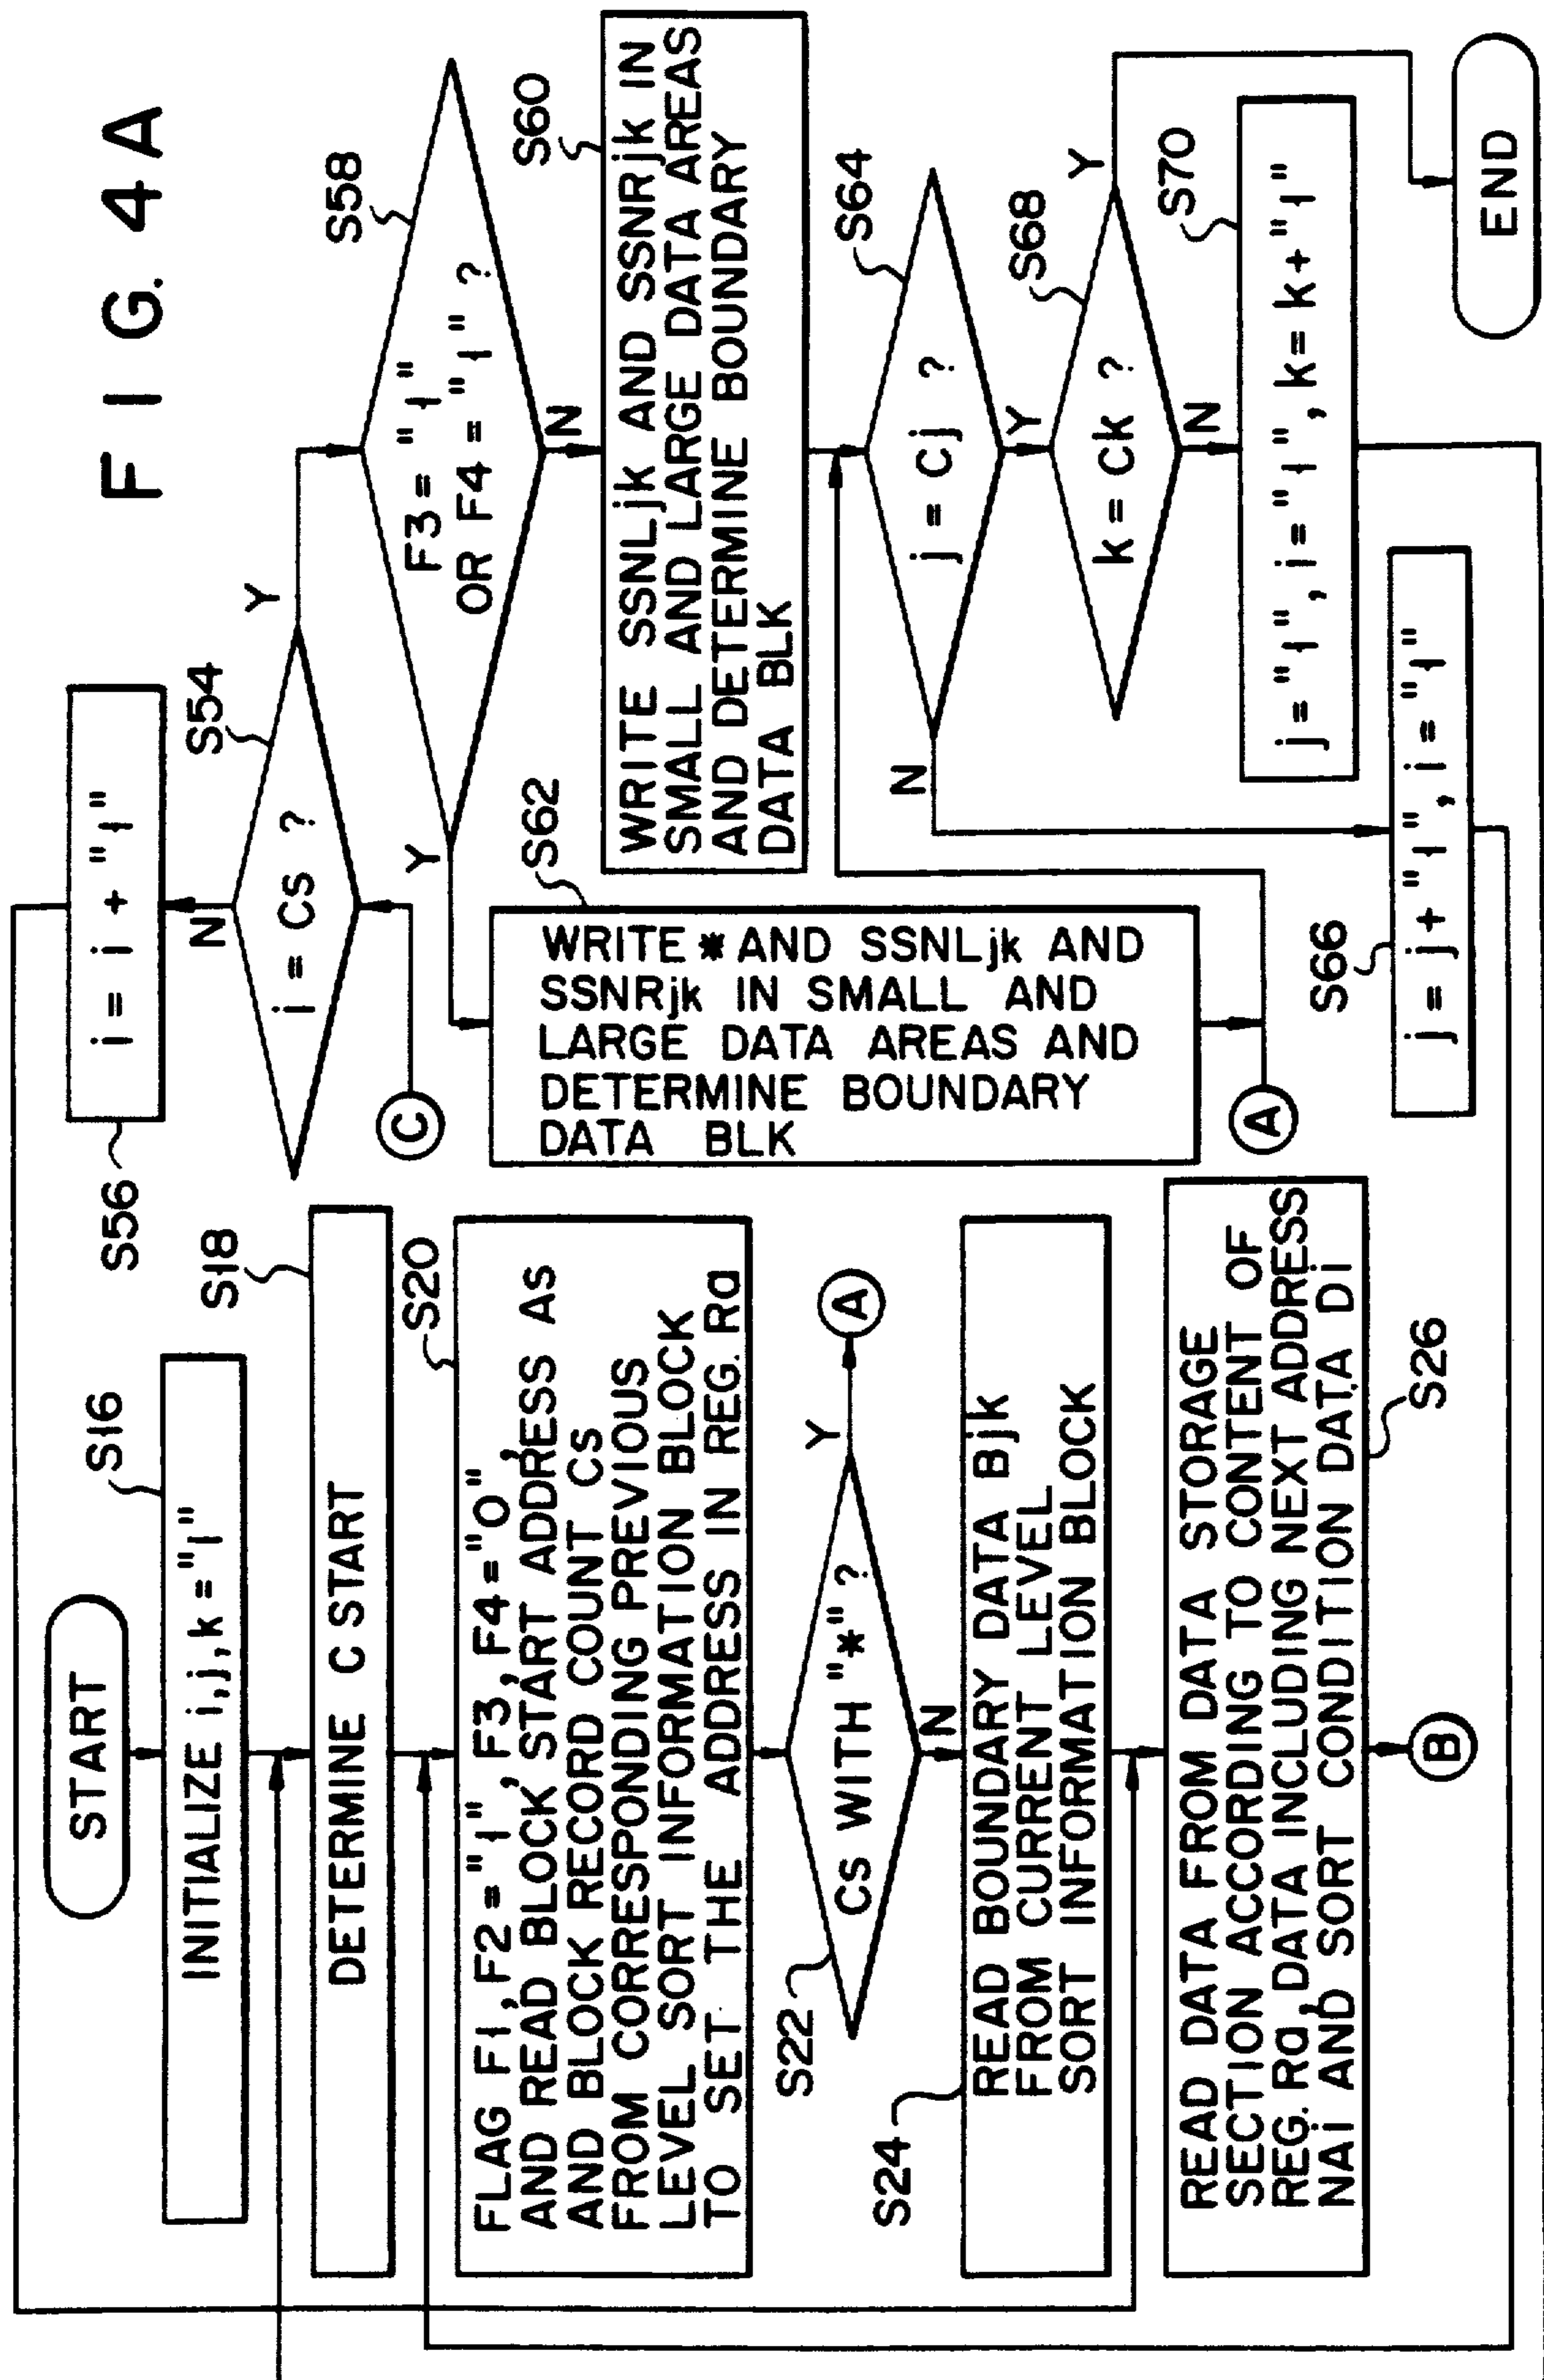 FIG. 4A
START
S16
INITIALIZE i,j,k="1"
S18
DETERMINE C START
S20
FLAG F1,F2="1", F3,F4="0",
AND READ BLOCK, START ADDRESS As
AND BLOCK RECORD COUNT Cs
FROM CORRESPONDING PREVIOUS
LEVEL SORT INFORMATION BLOCK
TO SET THE ADDRESS IN REG. Ra
S22
Cs WITH "*" ?
Y
A
N
S24
READ BOUNDARY DATA Bjk
FROM CURRENT LEVEL
SORT INFORMATION BLOCK
READ DATA FROM DATA STORAGE
SECTION ACCORDING TO CONTENT OF
REG. Ra, DATA INCLUDING NEXT ADDRESS
NAi AND SORT CONDITION DATA Di
S26
B
S56
i = i + "1"
S54
N
i = Cs ?
Y
C
S58
F3 = "1"
OR F4 = "1" ?
Y
N
S60
WRITE SSNLjk AND SSNRjk IN
SMALL AND LARGE DATA AREAS
AND DETERMINE BOUNDARY
DATA BLK
S62
WRITE * AND SSNLjk AND
SSNRjk IN SMALL AND
LARGE DATA AREAS AND
DETERMINE BOUNDARY
DATA BLK
A
S64
j = Cj ?
N
Y
S66
j = j + "1", i = "1"
S68
k = Ck ?
Y
N
S70
j = "1", i = "1", k = k + "1"
END